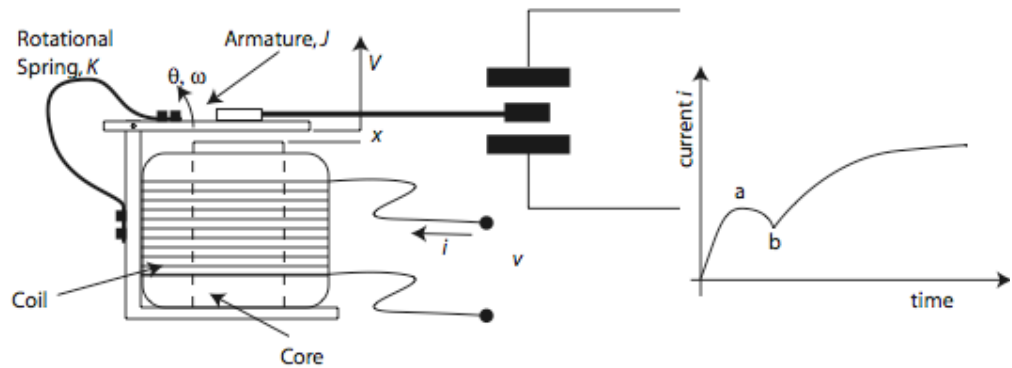 Rotational
Spring, K
Armature, J
θ, ω
V
x
i
v
Coil
Core
current i
a
b
time